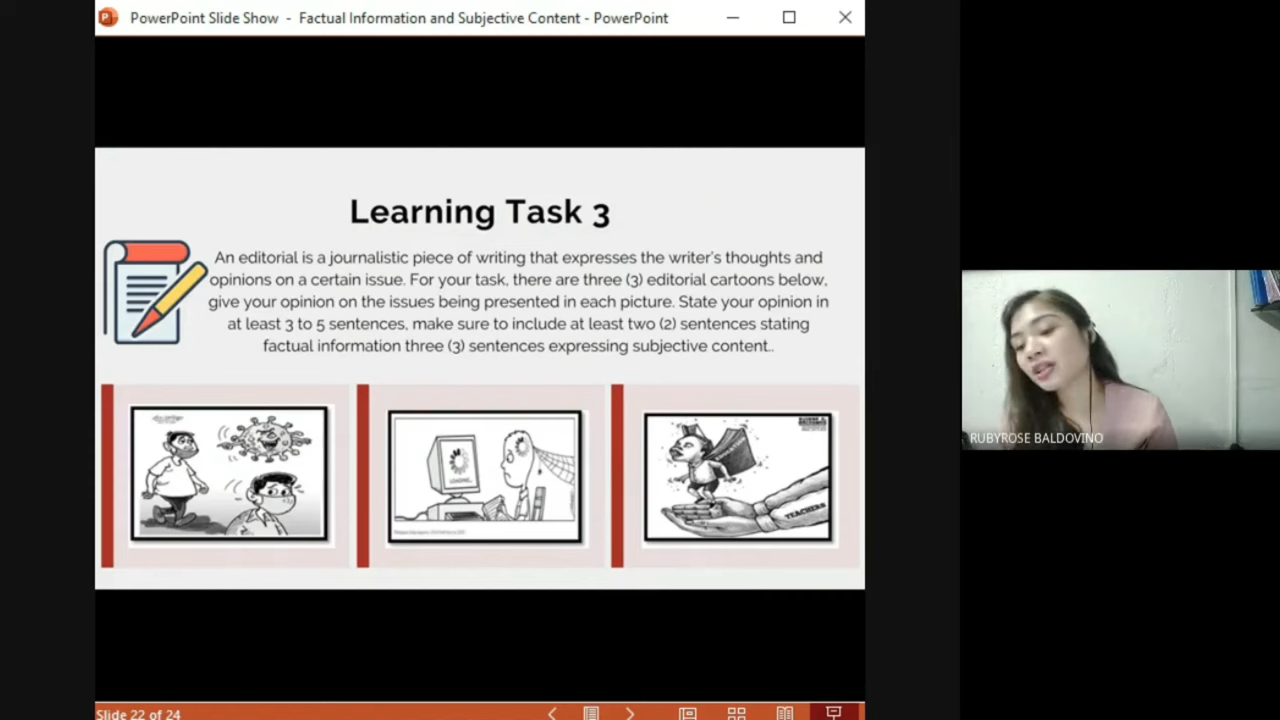 PowerPoint Slide Show - Factual Information and Subjective Content - PowerPoint
Learning Task 3
An editorial is a journalistic piece of writing that expresses the writer's thoughts and
opinions on a certain issue. For your task, there are three (3) editorial cartoons below,
give your opinion on the issues being presented in each picture. State your opinion in
at least 3 to 5 sentences, make sure to include at least two (2) sentences stating
factual information three (3) sentences expressing subjective content..
LOADING...
TEACHERS
RUBYROSE BALDOVINO
Slide 22 of 24